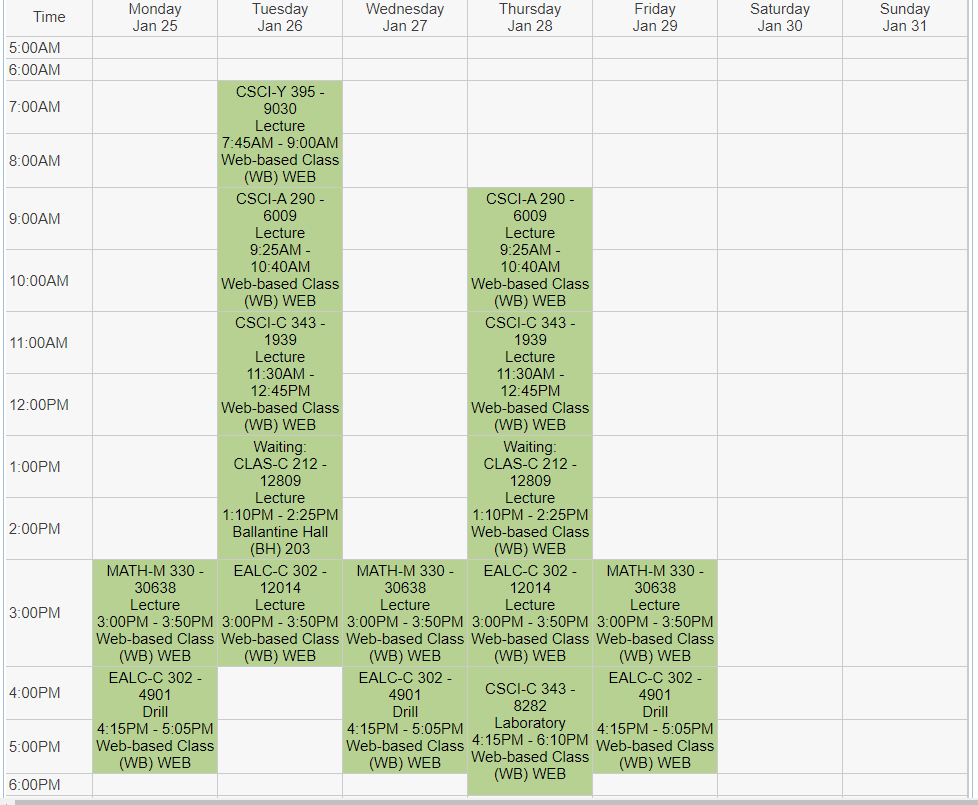 Time
Monday
Jan 25
Tuesday
Jan 26
Wednesday
Jan 27
Thursday
Jan 28
Friday
Jan 29
Saturday
Jan 30
Sunday
Jan 31
5:00AM
6:00AM
7:00AM
CSCI-Y 395 -
9030
Lecture
7:45AM - 9:00AM
Web-based Class
(WB) WEB
8:00AM
9:00AM
CSCI-A 290 -
6009
Lecture
9:25AM -
10:40AM
Web-based Class
(WB) WEB
CSCI-A 290 -
6009
Lecture
9:25AM -
10:40AM
Web-based Class
(WB) WEB
10:00AM
11:00AM
CSCI-C 343 -
1939
Lecture
11:30AM -
12:45PM
Web-based Class
(WB) WEB
CSCI-C 343 -
1939
Lecture
11:30AM -
12:45PM
Web-based Class
(WB) WEB
12:00PM
1:00PM
Waiting:
CLAS-C 212 -
12809
Lecture
1:10PM - 2:25PM
Ballantine Hall
(BH) 203
Waiting:
CLAS-C 212 -
12809
Lecture
1:10PM - 2:25PM
Web-based Class
(WB) WEB
2:00PM
3:00PM
MATH-M 330 -
30638
Lecture
3:00PM - 3:50PM
Web-based Class
(WB) WEB
EALC-C 302 -
12014
Lecture
3:00PM - 3:50PM
Web-based Class
(WB) WEB
MATH-M 330 -
30638
Lecture
3:00PM - 3:50PM
Web-based Class
(WB) WEB
EALC-C 302 -
12014
Lecture
3:00PM - 3:50PM
Web-based Class
(WB) WEB
MATH-M 330 -
30638
Lecture
3:00PM - 3:50PM
Web-based Class
(WB) WEB
4:00PM
EALC-C 302 -
4901
Drill
4:15PM - 5:05PM
Web-based Class
(WB) WEB
EALC-C 302 -
4901
Drill
4:15PM - 5:05PM
Web-based Class
(WB) WEB
CSCI-C 343 -
8282
Laboratory
4:15PM - 6:10PM
Web-based Class
(WB) WEB
EALC-C 302 -
4901
Drill
4:15PM - 5:05PM
Web-based Class
(WB) WEB
5:00PM
6:00PM